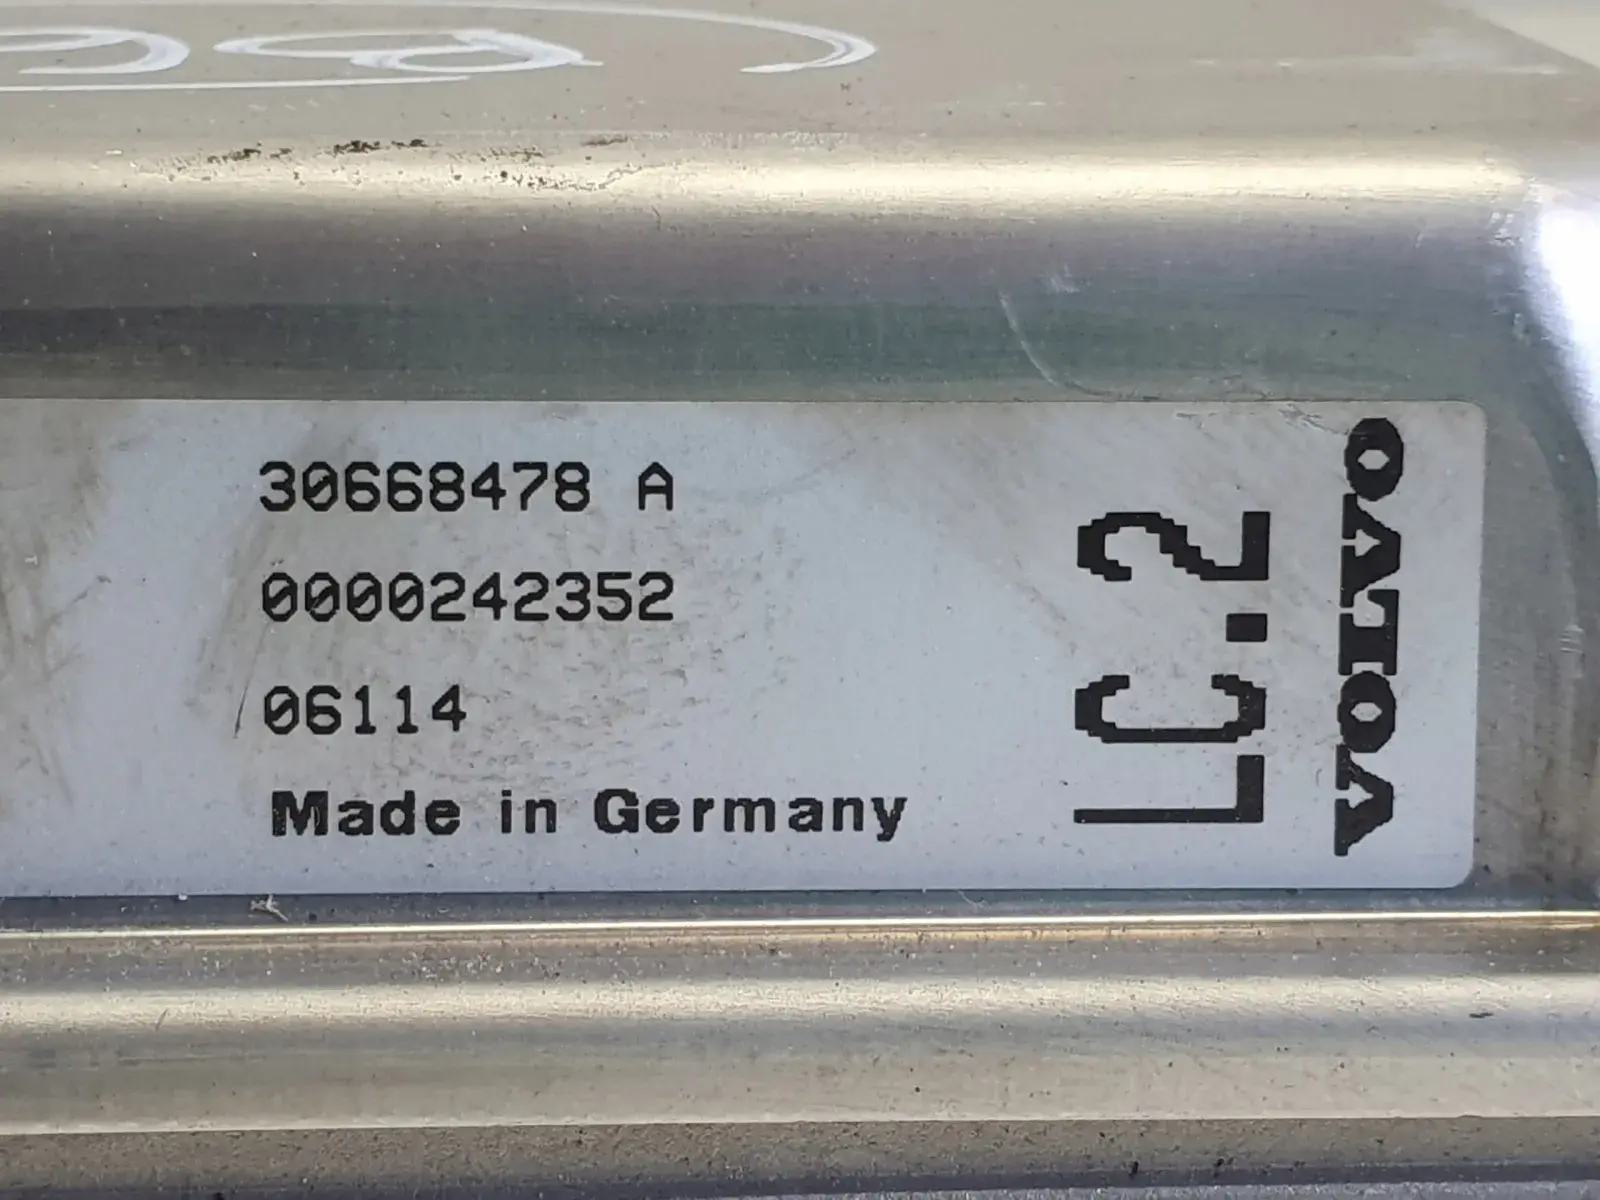 30668478 A
0000242352
06114
Made in Germany
LC.2
VOLVO